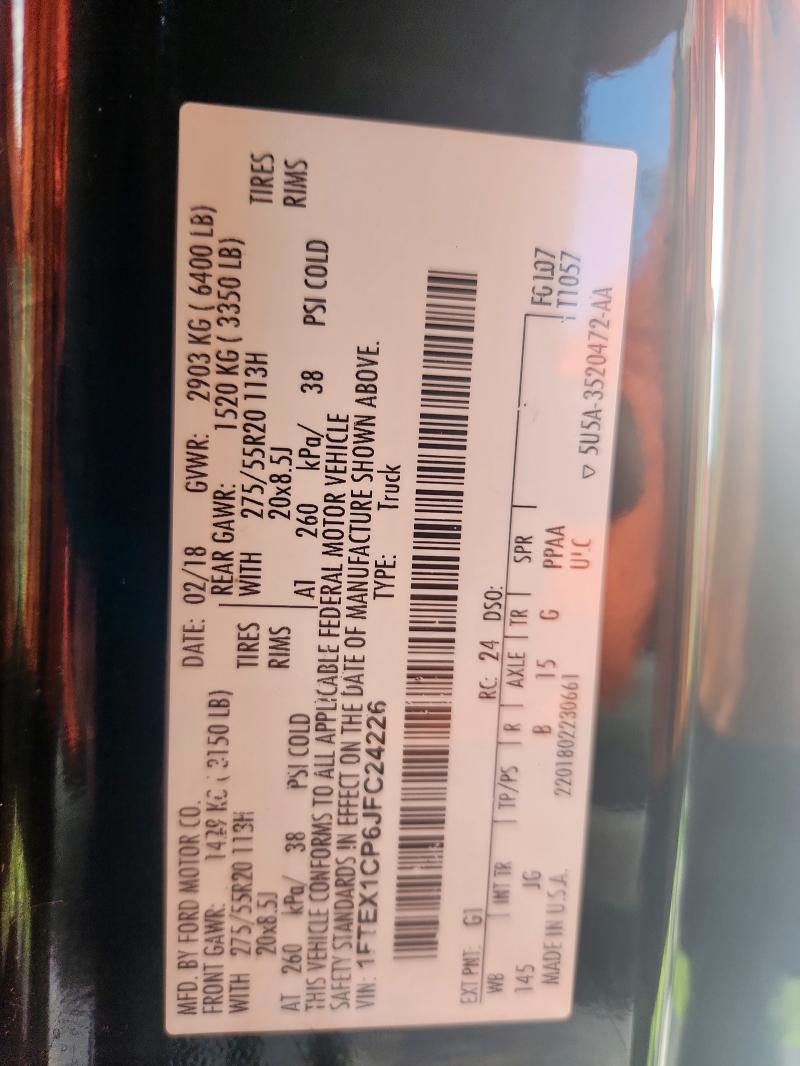 MFD. BY FORD MOTOR CO.
DATE: 02/18 GVWR: 2903 KG ( 6400 LB)
FRONT GAWR: 1429 KG ( 3150 LB)
REAR GAWR: 1520 KG ( 3350 LB)
WITH 275/55R20 113H TIRES
WITH 275/55R20 113H TIRES
20x8.5J RIMS
20x8.5J RIMS
AT 260 kPa/ 38 PSI COLD
AT 260 kPa/ 38 PSI COLD
THIS VEHICLE CONFORMS TO ALL APPLICABLE FEDERAL MOTOR VEHICLE
SAFETY STANDARDS IN EFFECT ON THE DATE OF MANUFACTURE SHOWN ABOVE.
VIN: 1FTEX1CP6JFC24226 TYPE: Truck
EXT PNT: G1 RC: 24 DSO:
WB INT TR TP/PS R AXLE TR SPR FG107
145 JG B 15 G PPAA T1057
MADE IN U.S.A. 2201802230661
▽ 5U5A-3520472-AA